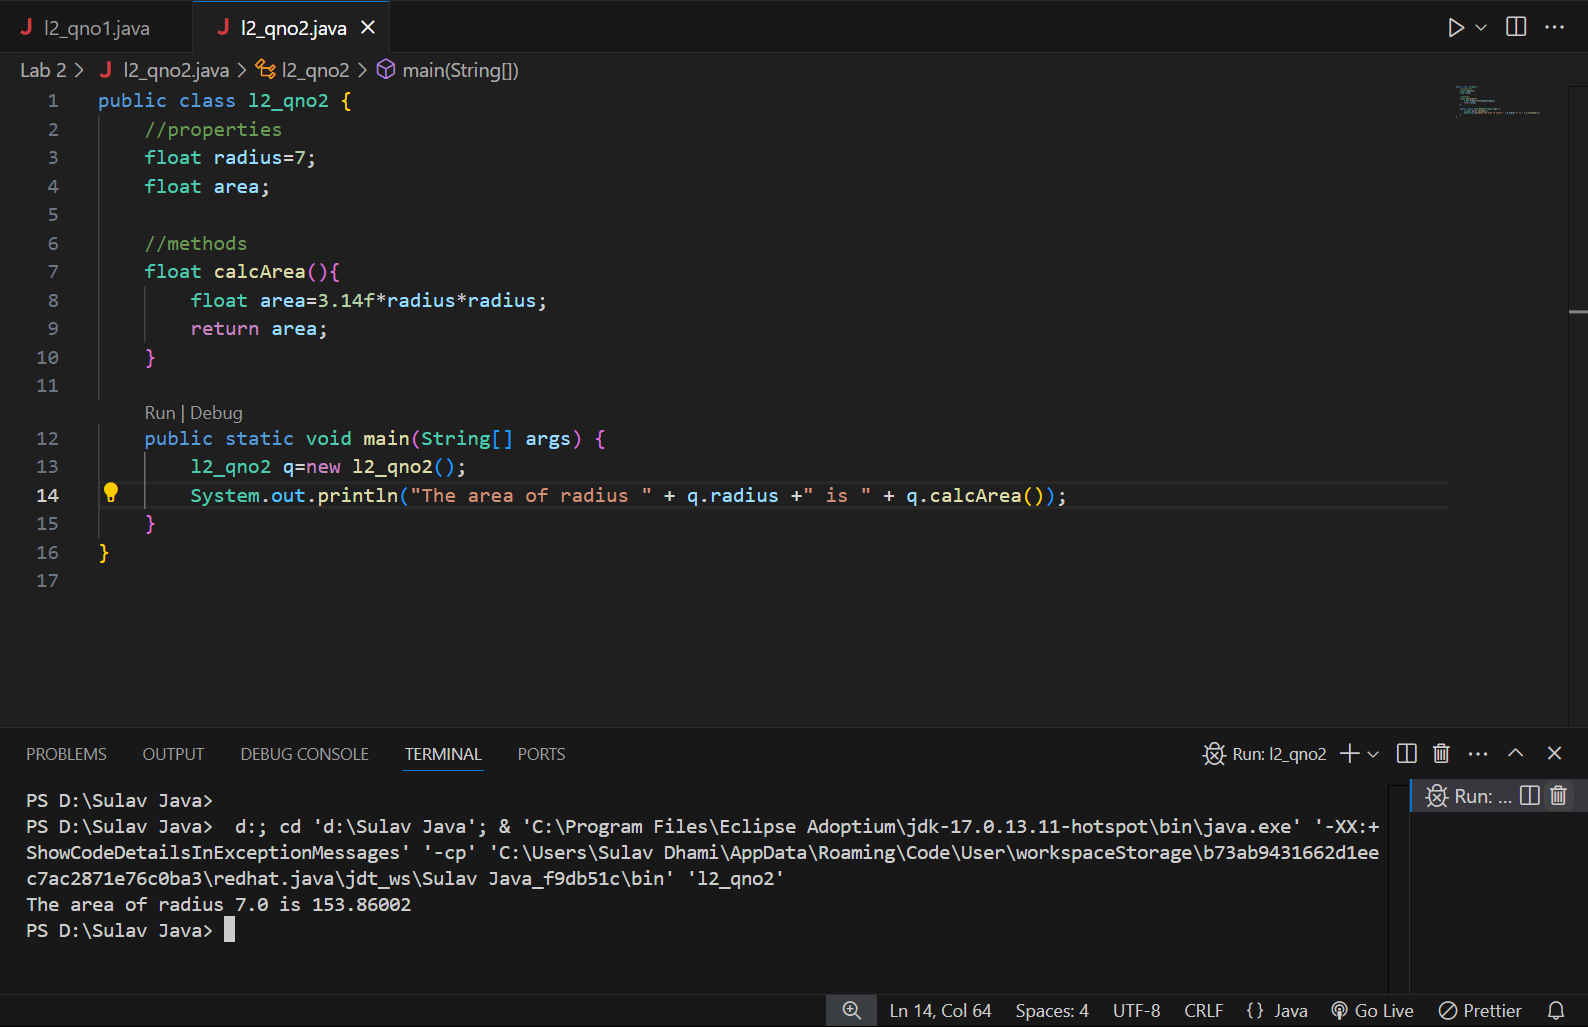 J l2_qno1.java J l2_qno2.java
Lab 2 > J l2_qno2.java > l2_qno2 > main(String[])
1 public class l2_qno2 {
2 //properties
3 float radius=7;
4 float area;
5
6 //methods
7 float calcArea(){
8 float area=3.14f*radius*radius;
9 return area;
10 }
11
Run | Debug
12 public static void main(String[] args) {
13 l2_qno2 q=new l2_qno2();
14 System.out.println("The area of radius " + q.radius +" is " + q.calcArea());
15 }
16 }
17
PROBLEMS OUTPUT DEBUG CONSOLE TERMINAL PORTS Run: l2_qno2
Run: ...
PS D:\Sulav Java>
PS D:\Sulav Java>  d:; cd 'd:\Sulav Java'; & 'C:\Program Files\Eclipse Adoptium\jdk-17.0.13.11-hotspot\bin\java.exe' '-XX:+
ShowCodeDetailsInExceptionMessages' '-cp' 'C:\Users\Sulav Dhami\AppData\Roaming\Code\User\workspaceStorage\b73ab9431662d1ee
c7ac2871e76c0ba3\redhat.java\jdt_ws\Sulav Java_f9db51c\bin' 'l2_qno2'
The area of radius 7.0 is 153.86002
PS D:\Sulav Java>
Ln 14, Col 64 Spaces: 4 UTF-8 CRLF {} Java Go Live Prettier